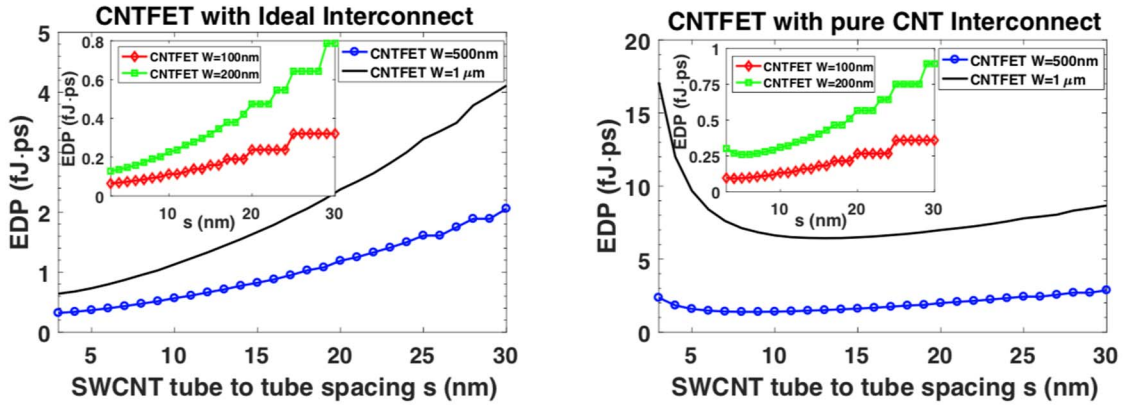 CNTFET with Ideal Interconnect
5
4
3
2
1
0
EDP (fJ·ps)
0.8
0.6
0.4
0.2
0
EDP (fJ·ps)
CNTFET W=100nm
CNTFET W=200nm
10
20
30
s (nm)
CNTFET W=500nm
CNTFET W=1 μm
5
10
15
20
25
30
SWCNT tube to tube spacing s (nm)
CNTFET with pure CNT Interconnect
20
15
10
5
0
EDP (fJ·ps)
1
0.75
0.5
0.25
0
EDP (fJ·ps)
CNTFET W=100nm
CNTFET W=200nm
10
20
30
s (nm)
CNTFET W=500nm
CNTFET W=1 μm
5
10
15
20
25
30
SWCNT tube to tube spacing s (nm)